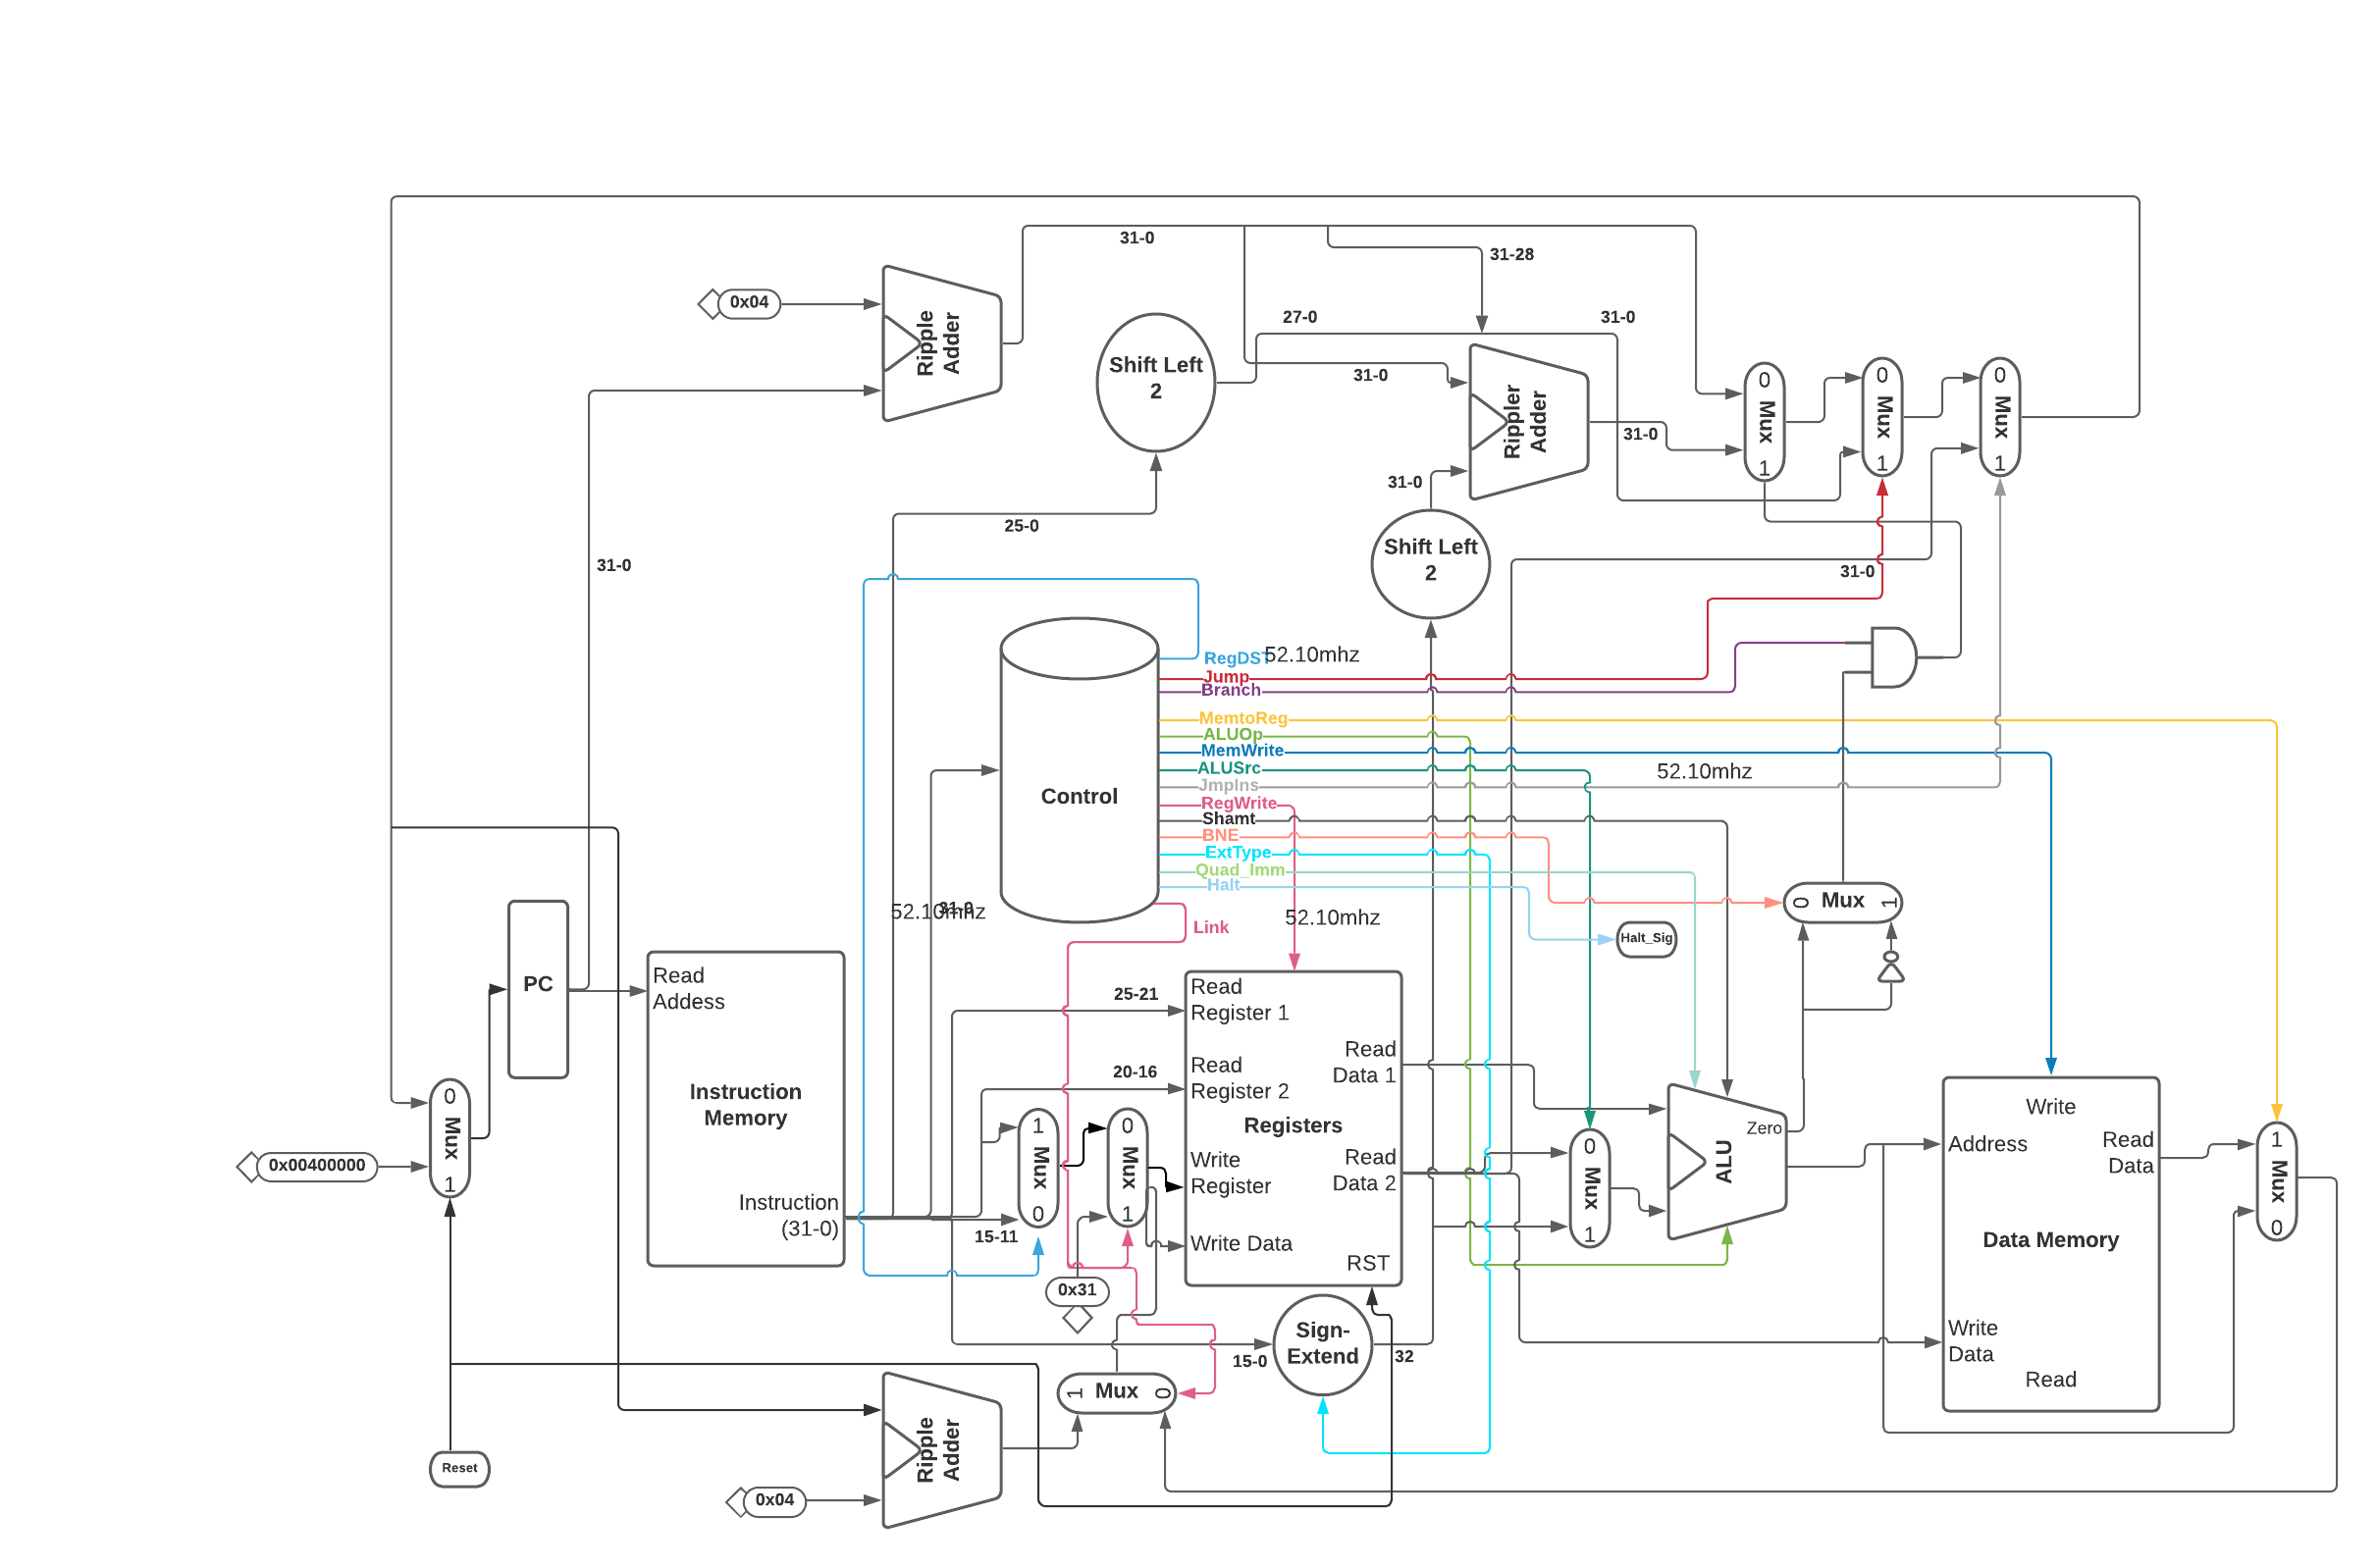 31-0
31-28
0x04
Ripple
Adder
27-0
31-0
Shift Left
2
31-0
Rippler
Adder
31-0
0
Mux
1
0
Mux
1
0
Mux
1
31-0
25-0
Shift Left
2
31-0
31-0
RegDST
52.10mhz
Jump
Branch
MemtoReg
ALUOp
MemWrite
ALUSrc
52.10mhz
JmpIns
Control
RegWrite
Shamt
BNE
ExtType
Quad_Imm
Halt
52.10mhz
31-0
Link
52.10mhz
Halt_Sig
0
Mux
1
PC
Read
Address
Instruction
Memory
Instruction
(31-0)
25-21
20-16
15-11
Read
Register 1
Read
Register 2
Read
Data 1
Registers
Write
Register
Read
Data 2
Write Data
RST
1
Mux
0
0
Mux
1
0x31
0
Mux
1
0x00400000
0
Mux
1
Zero
ALU
Write
Address
Read
Data
Data Memory
Write
Data
Read
1
Mux
0
Sign-
Extend
15-0
32
1
Mux
0
Ripple
Adder
Reset
0x04